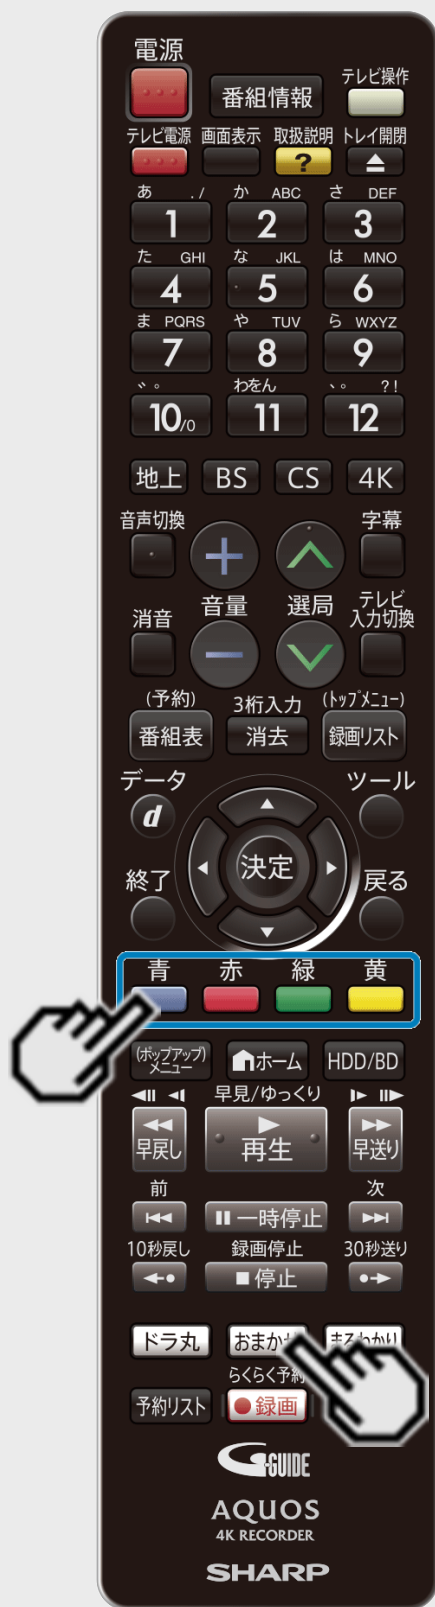 電源
番組情報
テレビ操作
テレビ電源 画面表示 取扱説明 トレイ開閉
?
あ ./ か ABC さ DEF
1 2 3
た GHI な JKL は MNO
4 5 6
ま PQRS や TUV ら WXYZ
7 8 9
゛゜ わをん 、。 ?!
10/0 11 12
地上 BS CS 4K
音声切換 字幕
+
消音 音量 選局 テレビ
入力切換
−
(予約) 3桁入力 (トップメニュー)
番組表 消去 録画リスト
データ ツール
d
決定
終了 戻る
青 赤 緑 黄
(ポップアップ)
メニュー ホーム HDD/BD
早見/ゆっくり
早戻し 再生 早送り
前 次
一時停止
10秒戻し 録画停止 30秒送り
停止
ドラ丸 おまかせ まるわかり
らくらく予約
予約リスト ●録画
G-GUIDE
AQUOS
4K RECORDER
SHARP